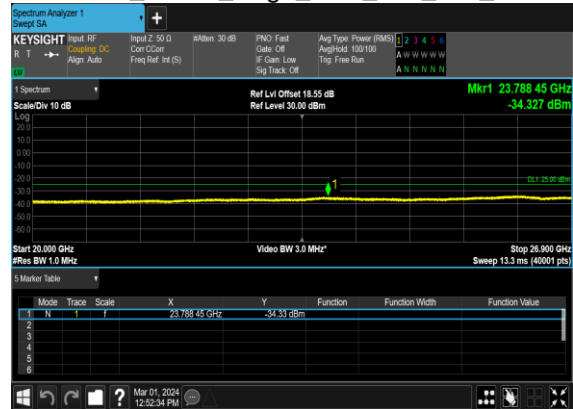 Spectrum Analyzer 1
Swept SA
+
KEYSIGHT Input: RF Input Z: 50 Ω #Atten: 30 dB PNO: Fast Avg Type: Power (RMS) 1 2 3 4 5 6
R T Coupling: DC Corr CCorr Gate: Off Avg|Hold: 100/100 A W W W W W
Align: Auto Freq Ref: Int (S) IF Gain: Low Trig: Free Run
Sig Track: Off A N N N N N
1 Spectrum Ref Lvl Offset 18.55 dB Mkr1 23.788 45 GHz
Scale/Div 10 dB Ref Level 30.00 dBm -34.327 dBm
Log
20.0
10.0
0.00
-10.0
-20.0
DL1 -25.00 dBm
1
-30.0
-40.0
-50.0
-60.0
Start 20.000 GHz Video BW 3.0 MHz* Stop 26.900 GHz
#Res BW 1.0 MHz Sweep 13.3 ms (40001 pts)
5 Marker Table
Mode Trace Scale X Y Function Function Width Function Value
1 N 1 f 23.788 45 GHz -34.33 dBm
2
3
4
5
6
? Mar 01, 2024
12:52:34 PM